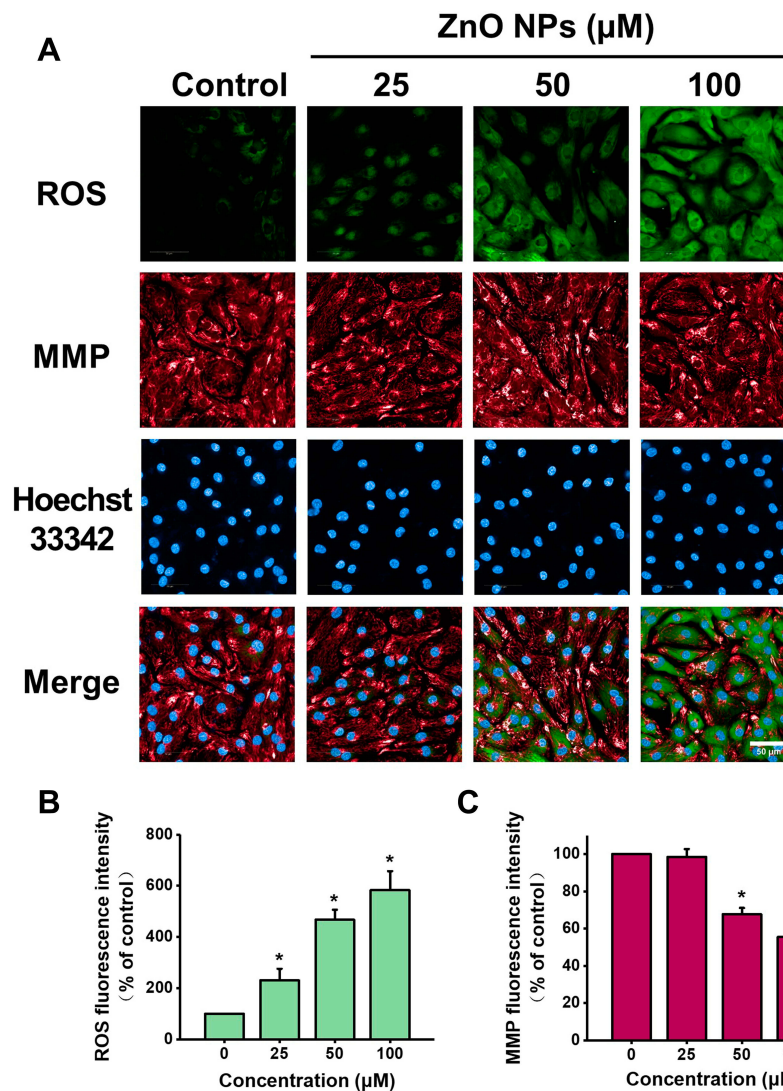 A
ZnO NPs (µM)
Control
25
50
100
ROS
MMP
Hoechst
33342
Merge
50 µm
B
ROS fluorescence intensity
(% of control)
800
600
400
200
0
*
*
*
0
25
50
100
Concentration (µM)
C
MMP fluorescence intensity
(% of control)
100
80
60
40
20
0
*
0
25
50
Concentration (µ